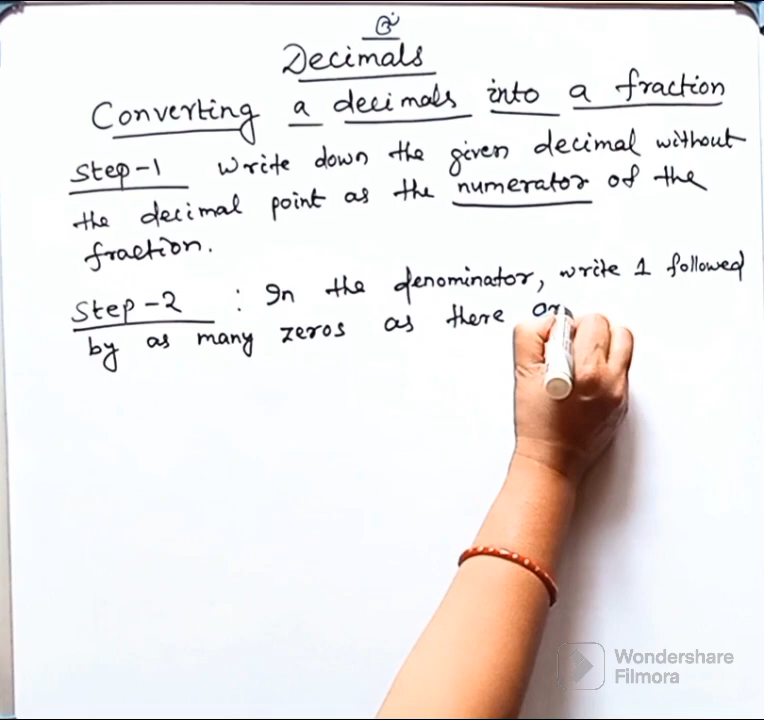 Decimals
Converting a decimals into a fraction
Step-1 Write down the given decimal without
the decimal point as the numerator of the
fraction.
Step-2 : In the denominator, write 1 followed
by as many zeros as there
Wondershare
Filmora